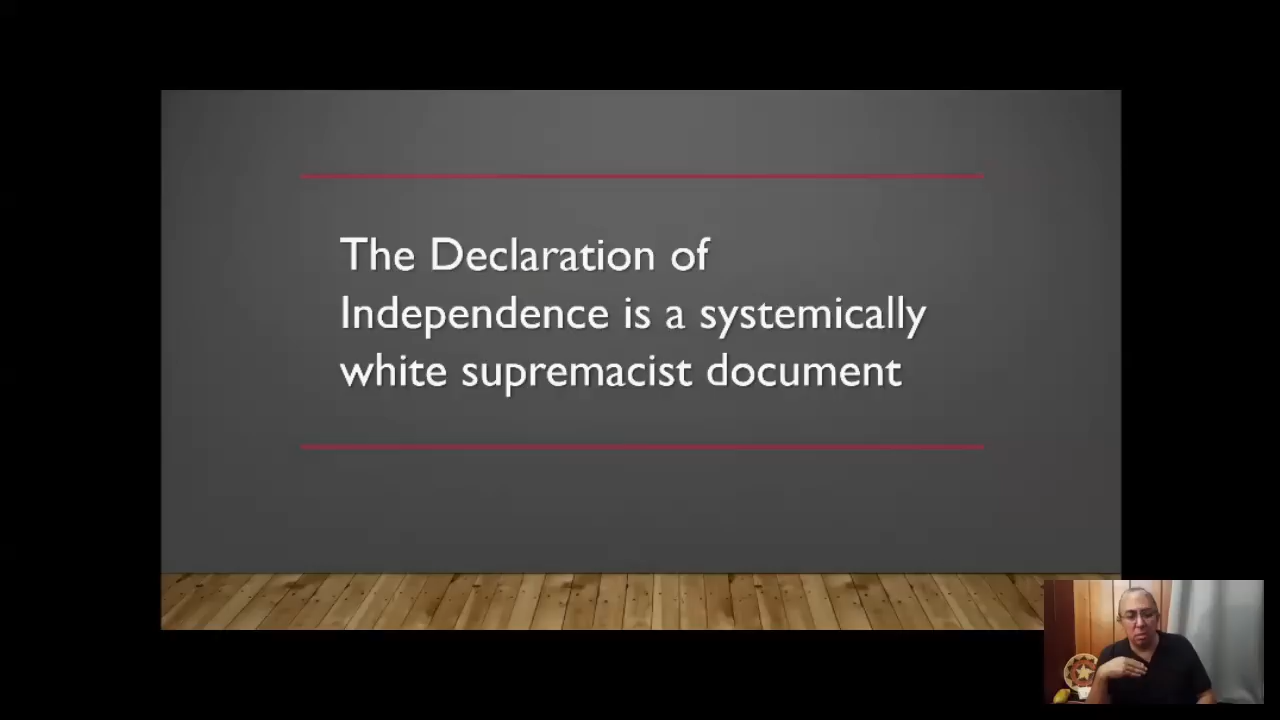 The Declaration of
Independence is a systemically
white supremacist document